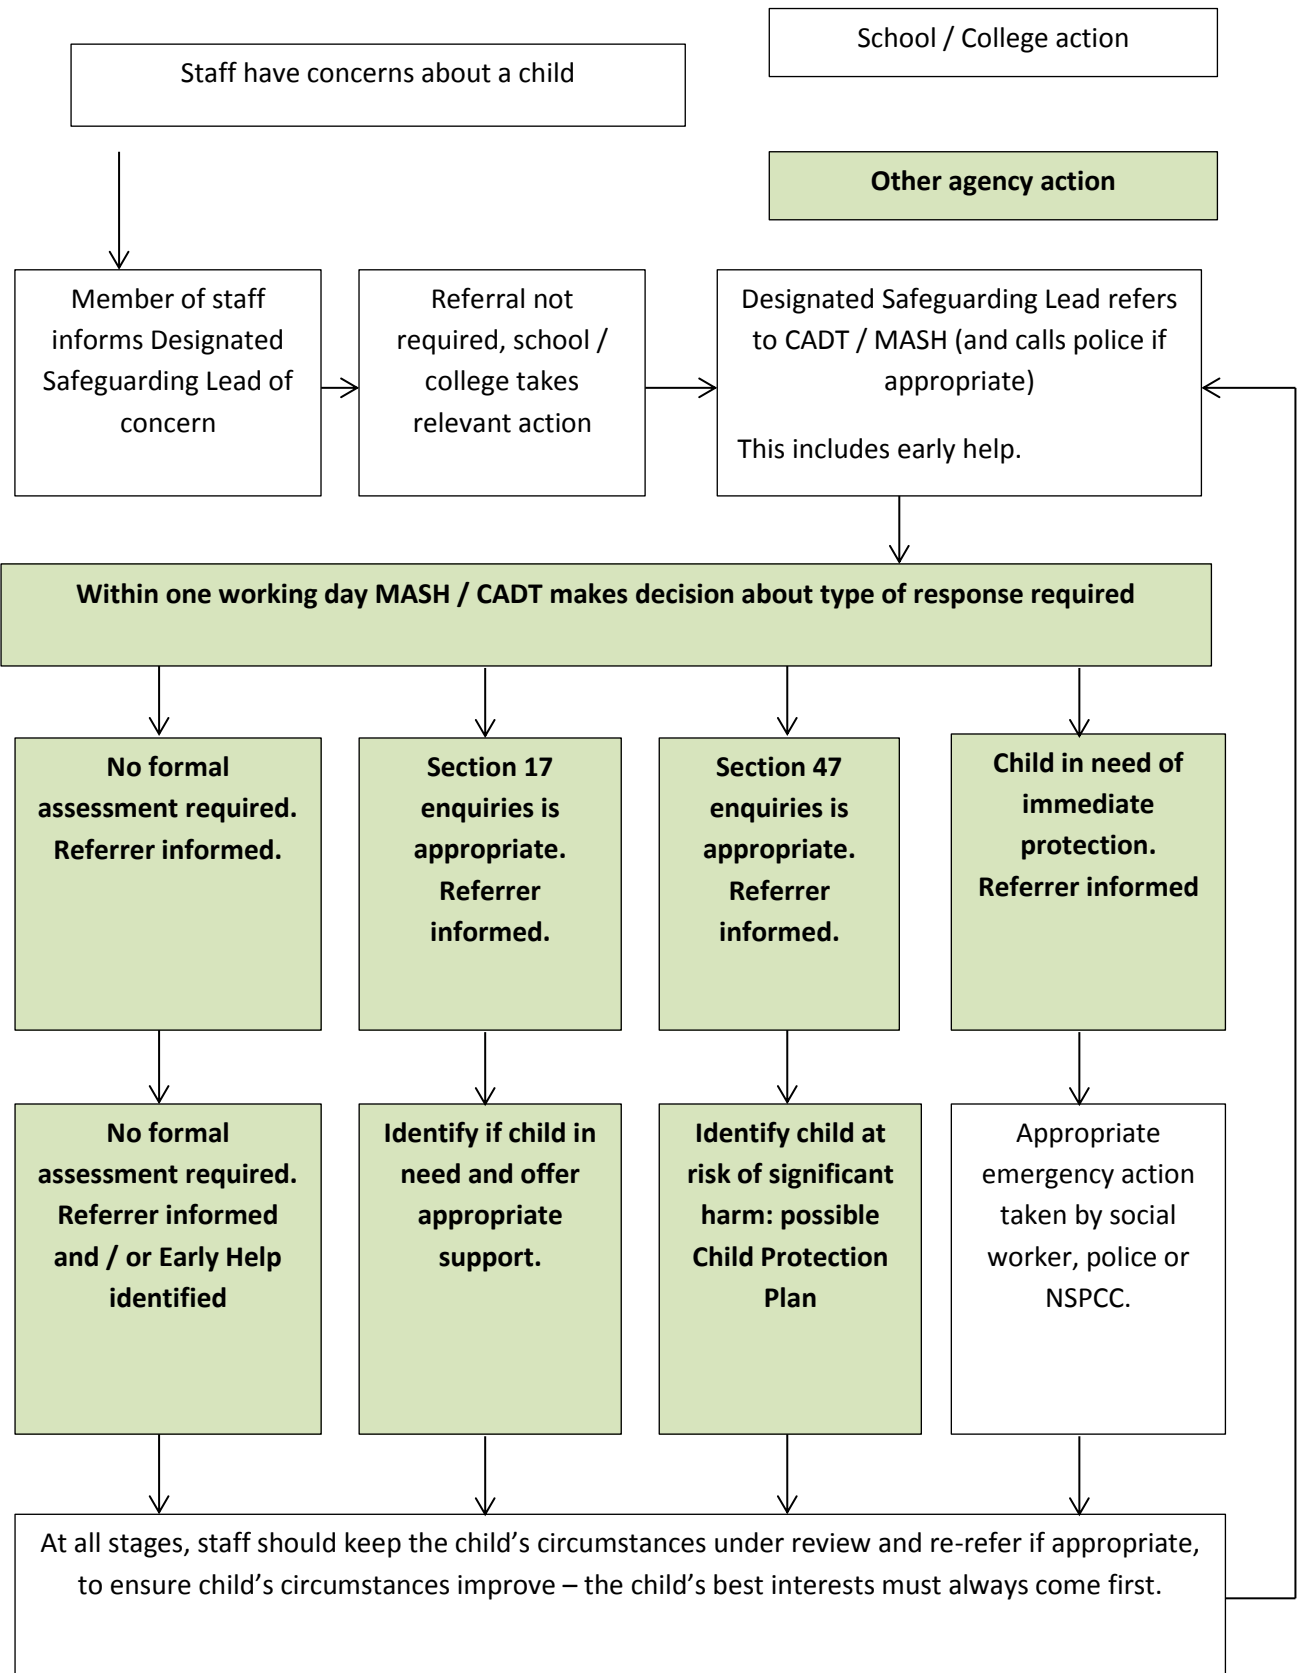 School / College action
Staff have concerns about a child
Other agency action
Member of staff
informs Designated
Safeguarding Lead of
concern
Referral not
required, school /
college takes
relevant action
Designated Safeguarding Lead refers
to CADT / MASH (and calls police if
appropriate)
This includes early help.
Within one working day MASH / CADT makes decision about type of response required
No formal
assessment required.
Referrer informed.
Section 17
enquiries is
appropriate.
Referrer
informed.
Section 47
enquiries is
appropriate.
Referrer
informed.
Child in need of
immediate
protection.
Referrer informed
No formal
assessment required.
Referrer informed
and / or Early Help
identified
Identify if child in
need and offer
appropriate
support.
Identify child at
risk of significant
harm: possible
Child Protection
Plan
Appropriate
emergency action
taken by social
worker, police or
NSPCC.
At all stages, staff should keep the child’s circumstances under review and re-refer if appropriate,
to ensure child’s circumstances improve – the child’s best interests must always come first.